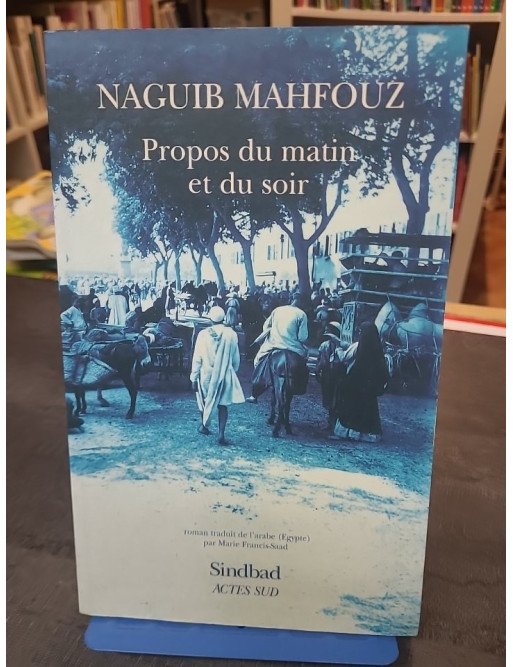 NAGUIB MAHFOUZ
Propos du matin
et du soir
roman traduit de l'arabe (Egypte)
par Marie Francis-Saad
Sindbad
ACTES SUD